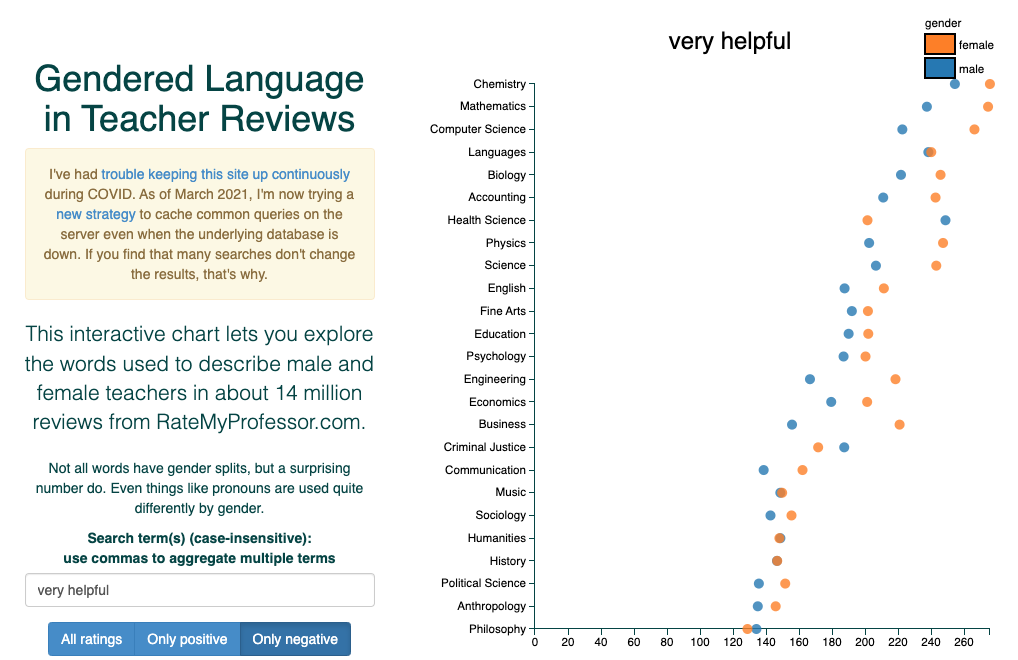 Gendered Language
in Teacher Reviews
I've had trouble keeping this site up continuously
during COVID. As of March 2021, I'm now trying a
new strategy to cache common queries on the
server even when the underlying database is
down. If you find that many searches don't change
the results, that's why.
This interactive chart lets you explore
the words used to describe male and
female teachers in about 14 million
reviews from RateMyProfessor.com.
Not all words have gender splits, but a surprising
number do. Even things like pronouns are used quite
differently by gender.
Search term(s) (case-insensitive):
use commas to aggregate multiple terms
very helpful
All ratings Only positive Only negative
very helpful
gender
female
male
Chemistry
Mathematics
Computer Science
Languages
Biology
Accounting
Health Science
Physics
Science
English
Fine Arts
Education
Psychology
Engineering
Economics
Business
Criminal Justice
Communication
Music
Sociology
Humanities
History
Political Science
Anthropology
Philosophy
0 20 40 60 80 100 120 140 160 180 200 220 240 260